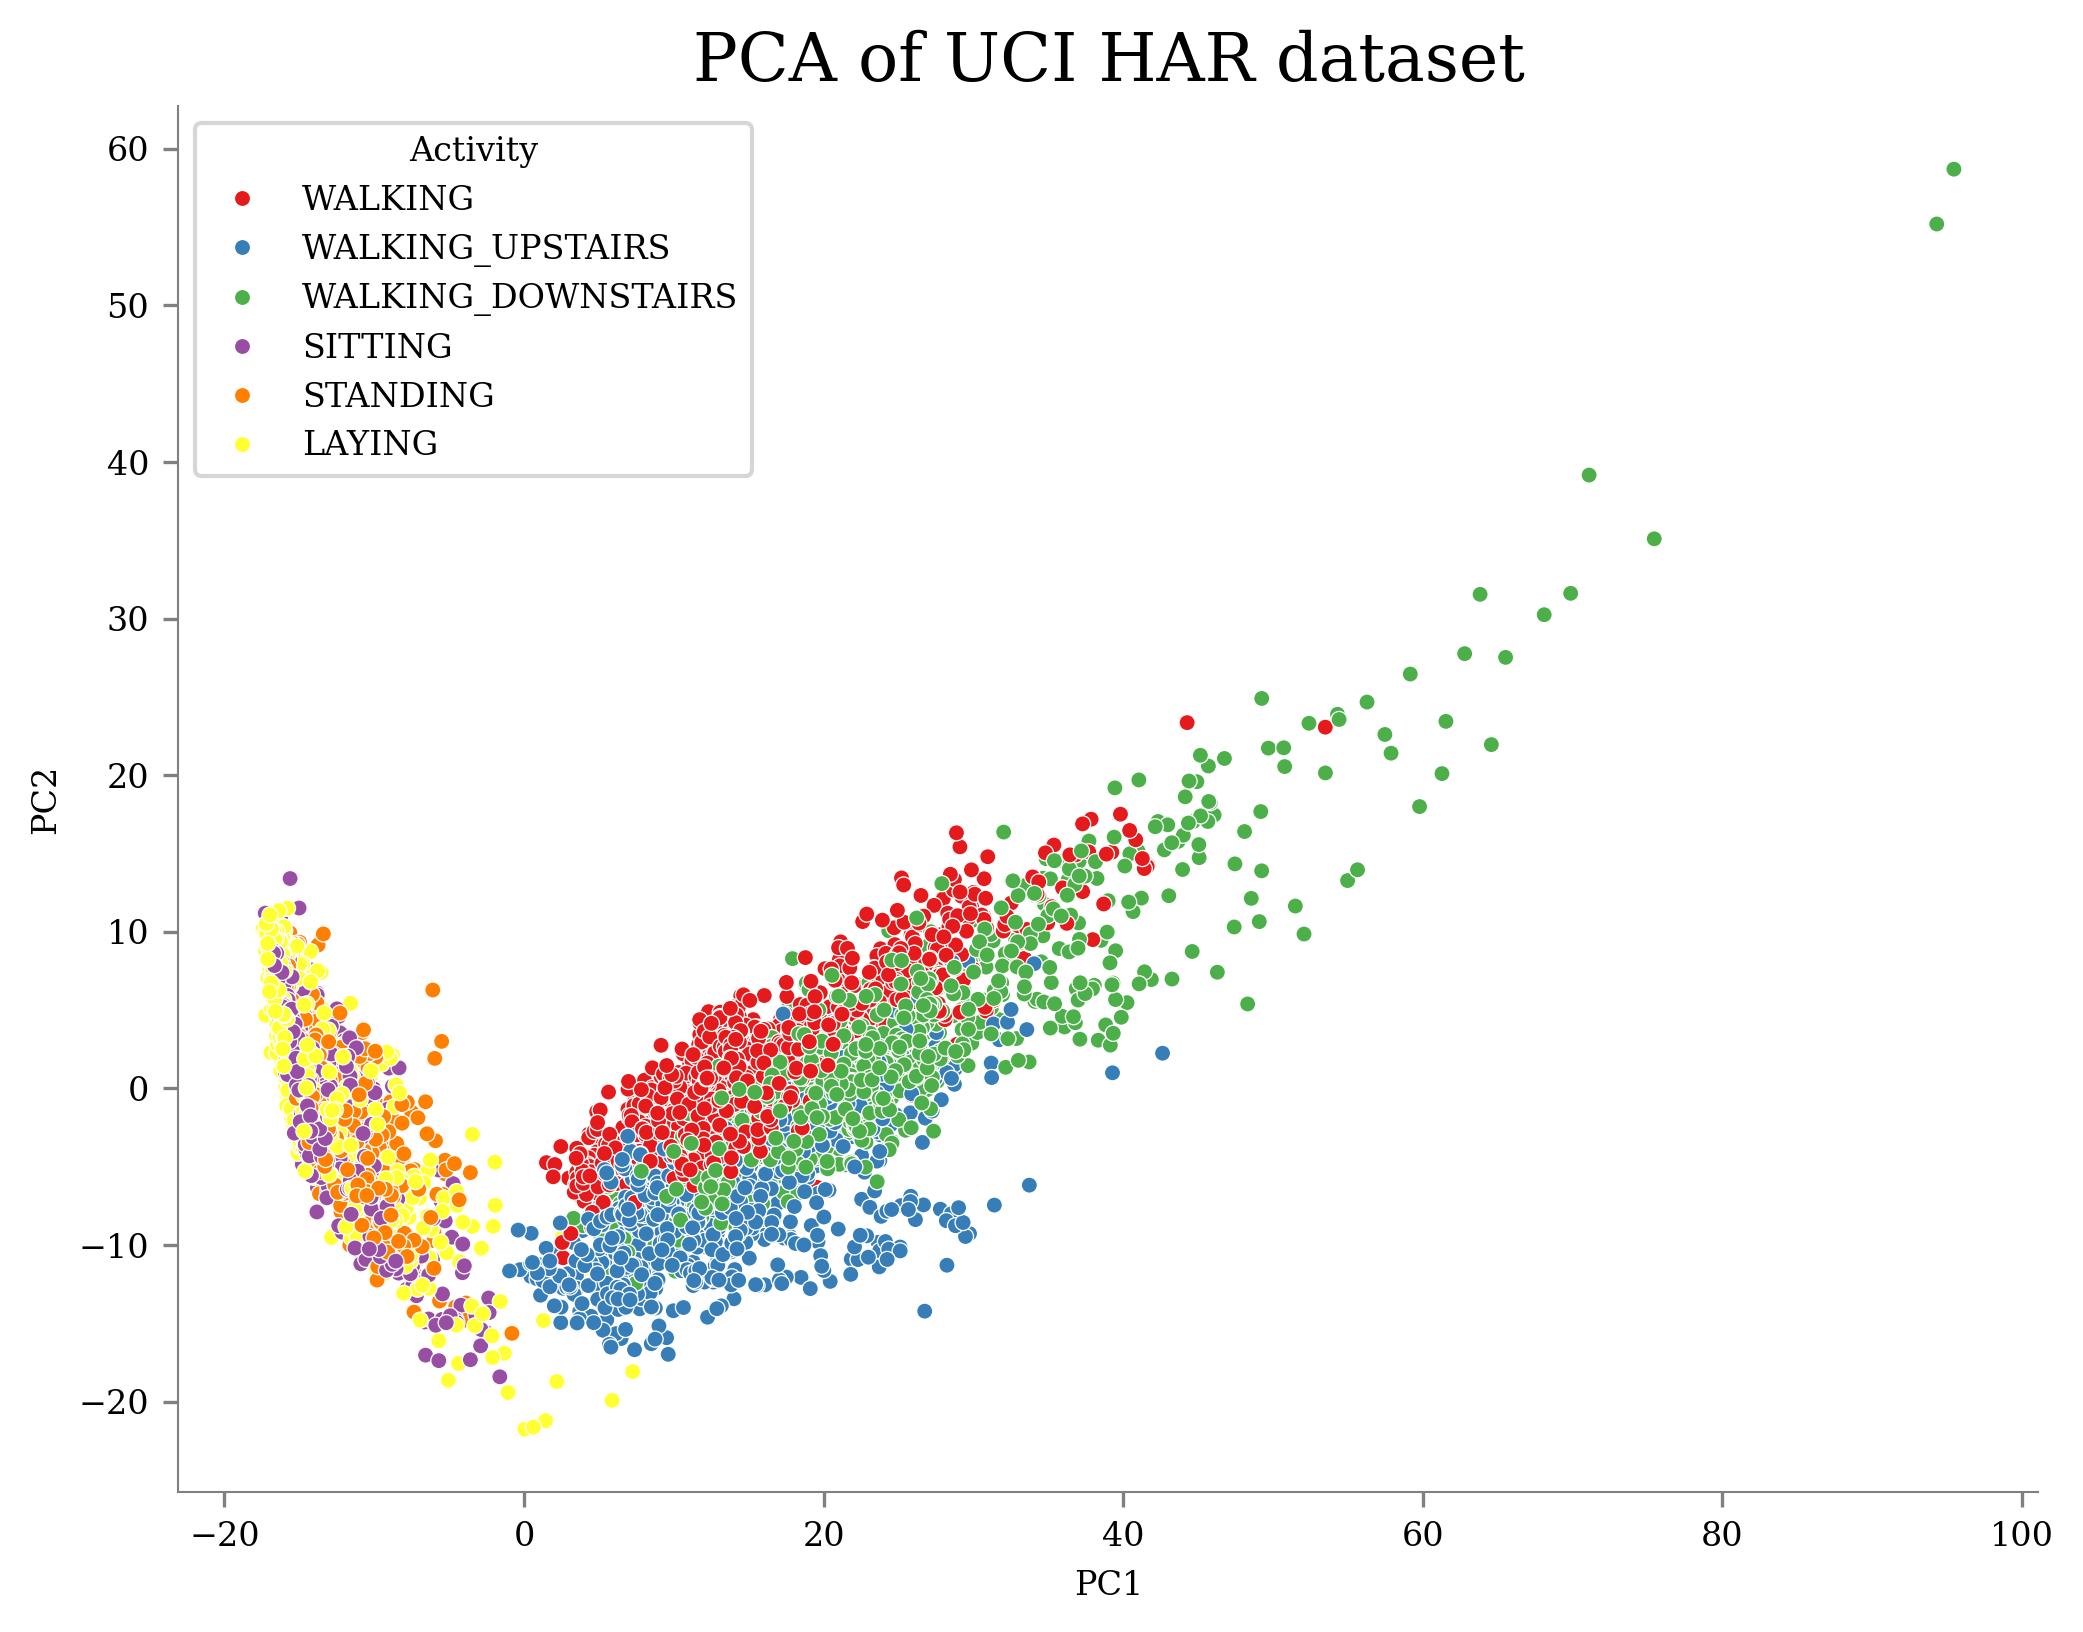 PCA of UCI HAR dataset
Activity
WALKING
WALKING_UPSTAIRS
WALKING_DOWNSTAIRS
SITTING
STANDING
LAYING
60
50
40
30
20
10
0
−10
−20
PC2
−20 0 20 40 60 80 100
PC1